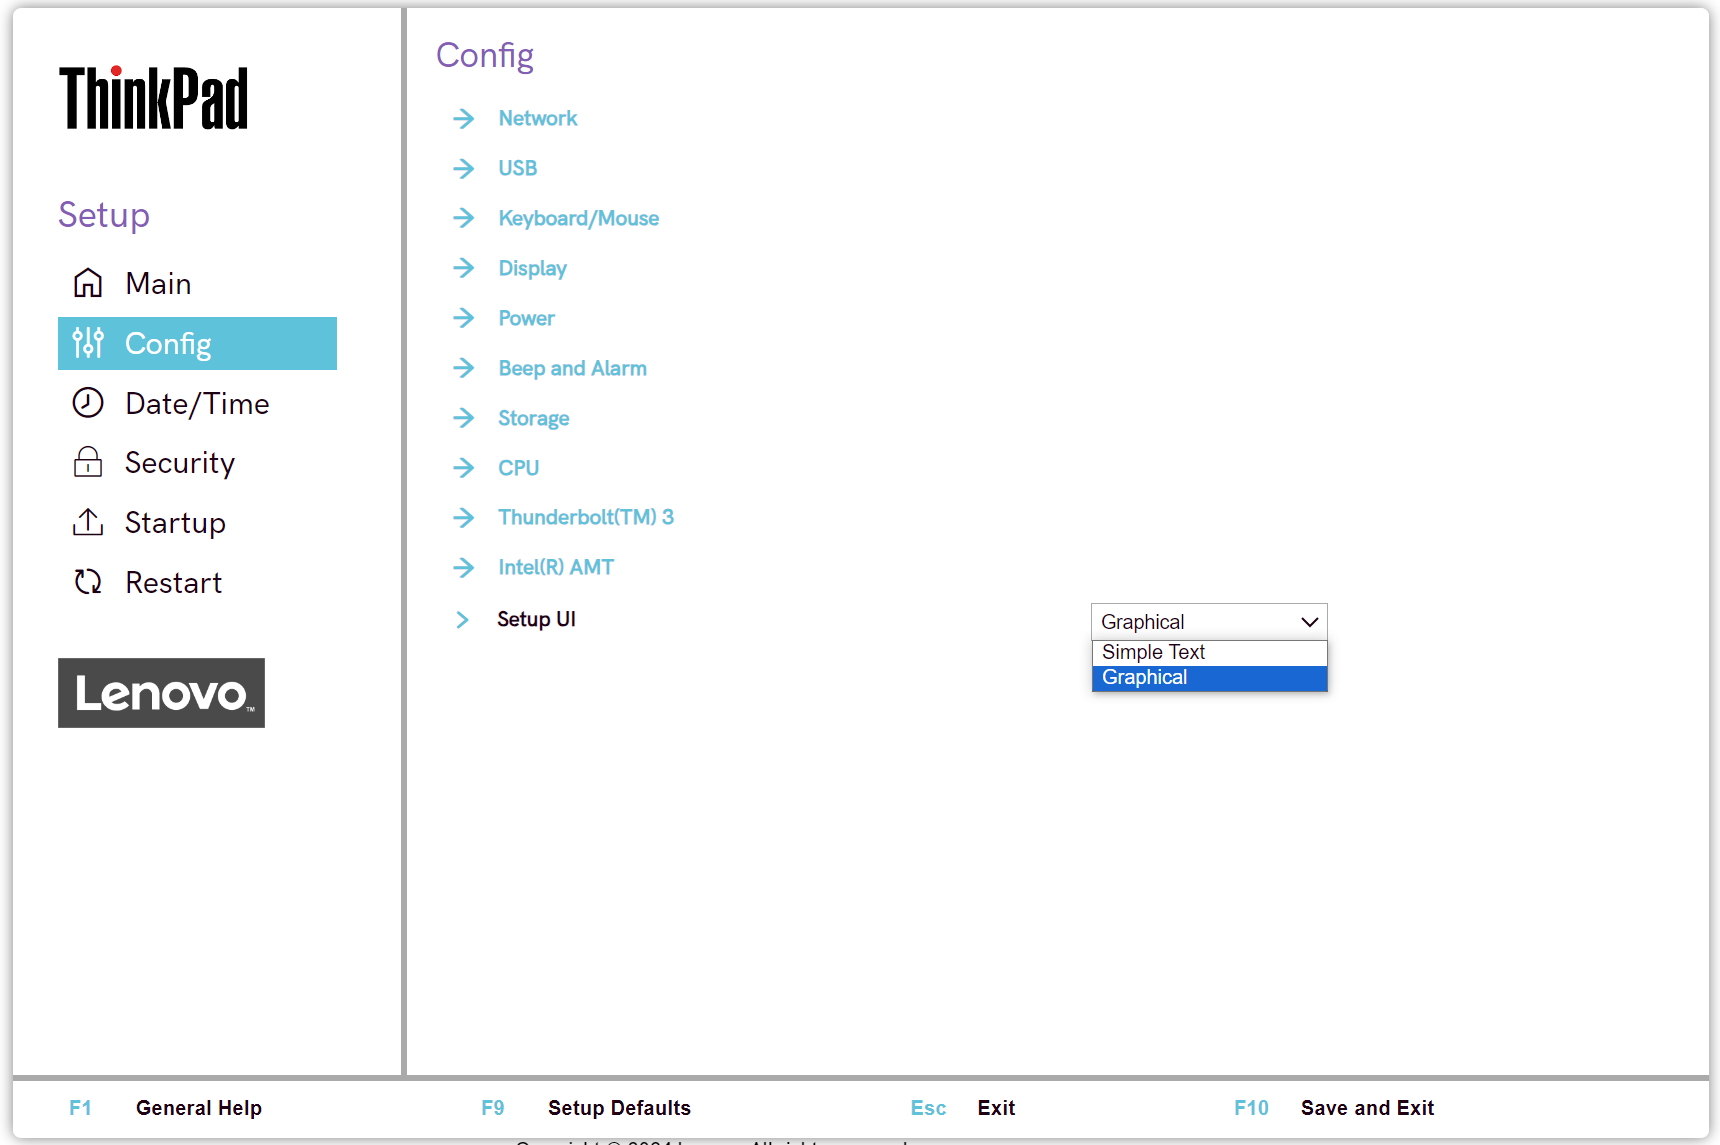 ThinkPad
Setup
Main
Config
Date/Time
Security
Startup
Restart
Lenovo™
Config
Network
USB
Keyboard/Mouse
Display
Power
Beep and Alarm
Storage
CPU
Thunderbolt(TM) 3
Intel(R) AMT
Setup UI
Graphical
Simple Text
Graphical
F1 General Help F9 Setup Defaults Esc Exit F10 Save and Exit